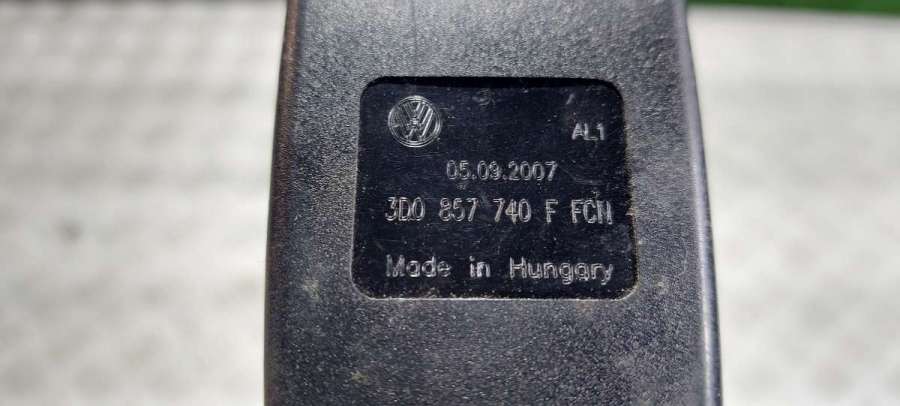 AL1
05.09.2007
3D0 857 740 F FCN
Made in Hungary